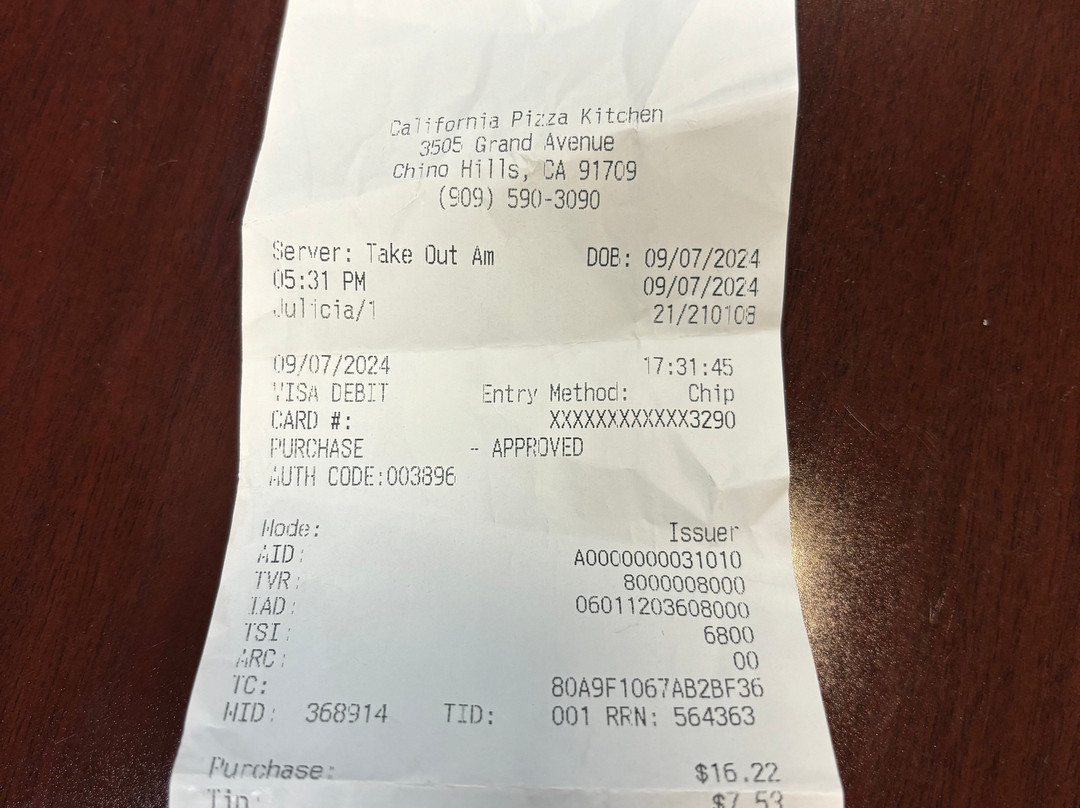 California Pizza Kitchen
3505 Grand Avenue
Chino Hills, CA 91709
(909) 590-3090
Server: Take Out Am DOB: 09/07/2024
05:31 PM 09/07/2024
Julicia/1 21/210108
09/07/2024 17:31:45
VISA DEBIT Entry Method: Chip
CARD #: XXXXXXXXXXXX3290
PURCHASE - APPROVED
AUTH CODE:003896
Mode: Issuer
AID: A0000000031010
TVR: 8000008000
IAD: 06011203608000
TSI: 6800
ARC: 00
TC: 80A9F1067AB2BF36
MID: 368914 TID: 001 RRN: 564363
Purchase: $16.22
Tip: $7.53